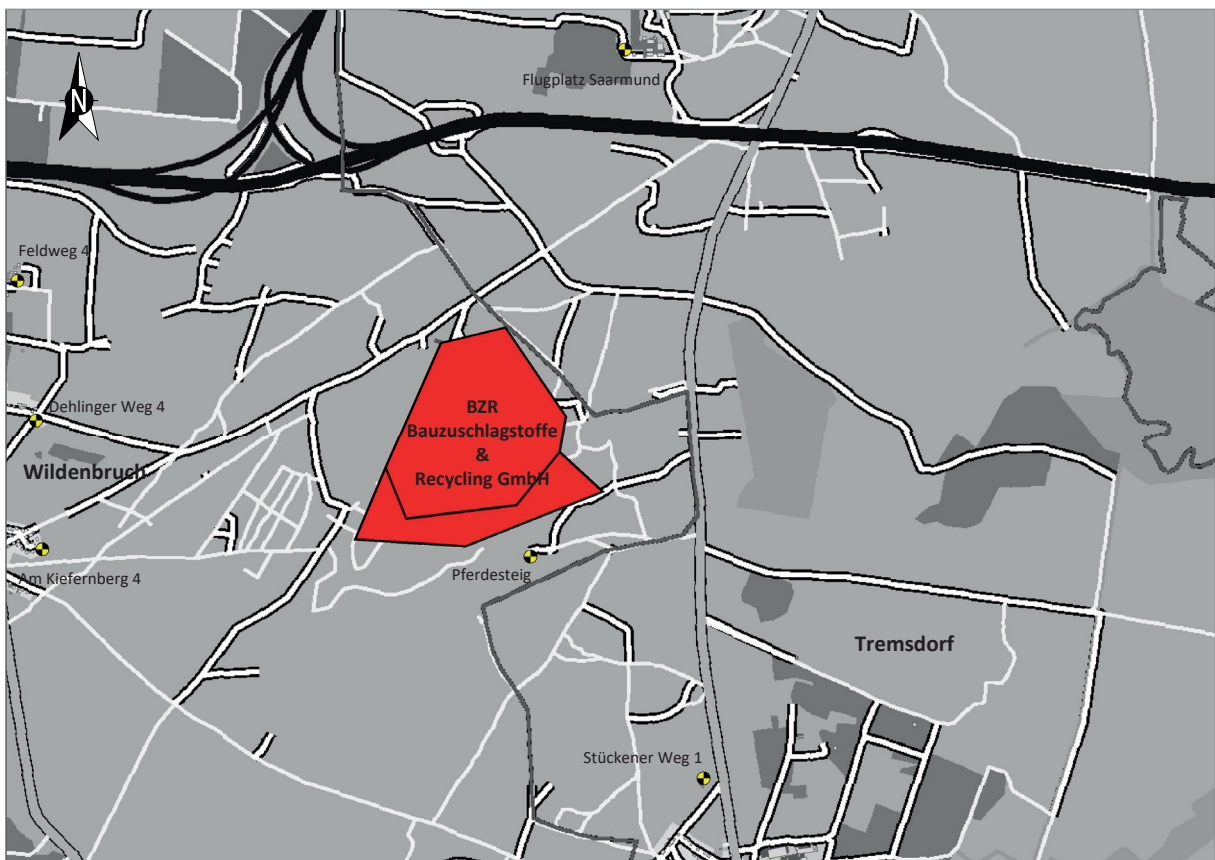 Flugplatz Saarmund
N
Feldweg 4
Dehlinger Weg 4
BZR
Bauzuschlagstoffe
&
Recycling GmbH
Wildenbruch
Am Kiefernberg 4
Pferdesteig
Tremsdorf
Stückener Weg 1